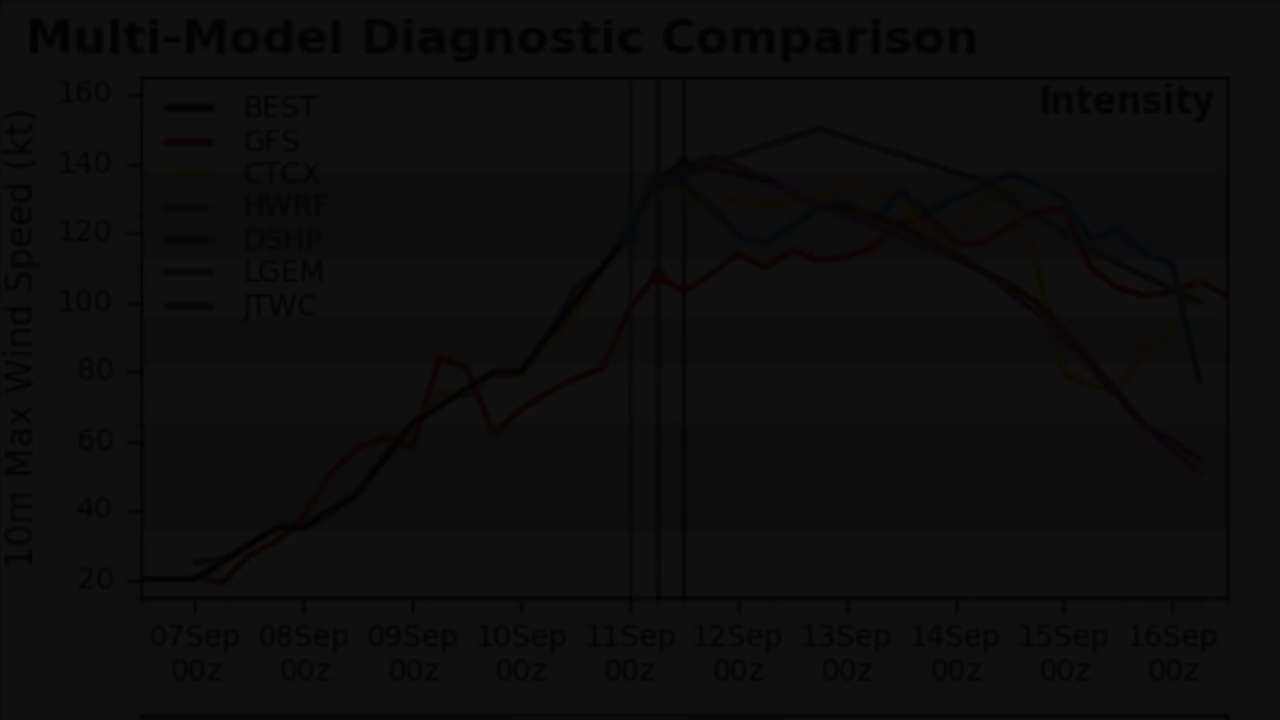 Multi-Model Diagnostic Comparison
Intensity
10m Max Wind Speed (kt)
160
140
120
100
80
60
40
20
BEST
GFS
CTCX
HWRF
DSHP
LGEM
JTWC
07Sep 08Sep 09Sep 10Sep 11Sep 12Sep 13Sep 14Sep 15Sep 16Sep
00z 00z 00z 00z 00z 00z 00z 00z 00z 00z